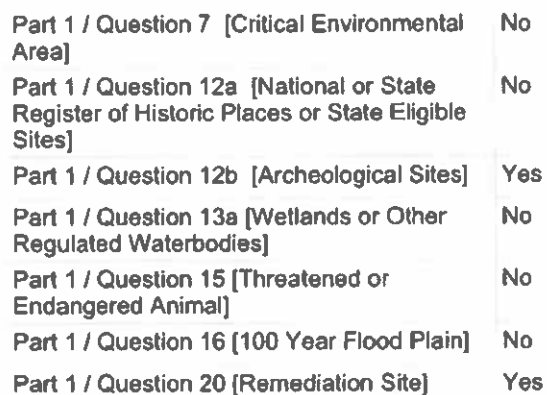 Part 1 / Question 7 [Critical Environmental Area] No
Part 1 / Question 12a [National or State Register of Historic Places or State Eligible Sites] No
Part 1 / Question 12b [Archeological Sites] Yes
Part 1 / Question 13a [Wetlands or Other Regulated Waterbodies] No
Part 1 / Question 15 [Threatened or Endangered Animal] No
Part 1 / Question 16 [100 Year Flood Plain] No
Part 1 / Question 20 [Remediation Site] Yes